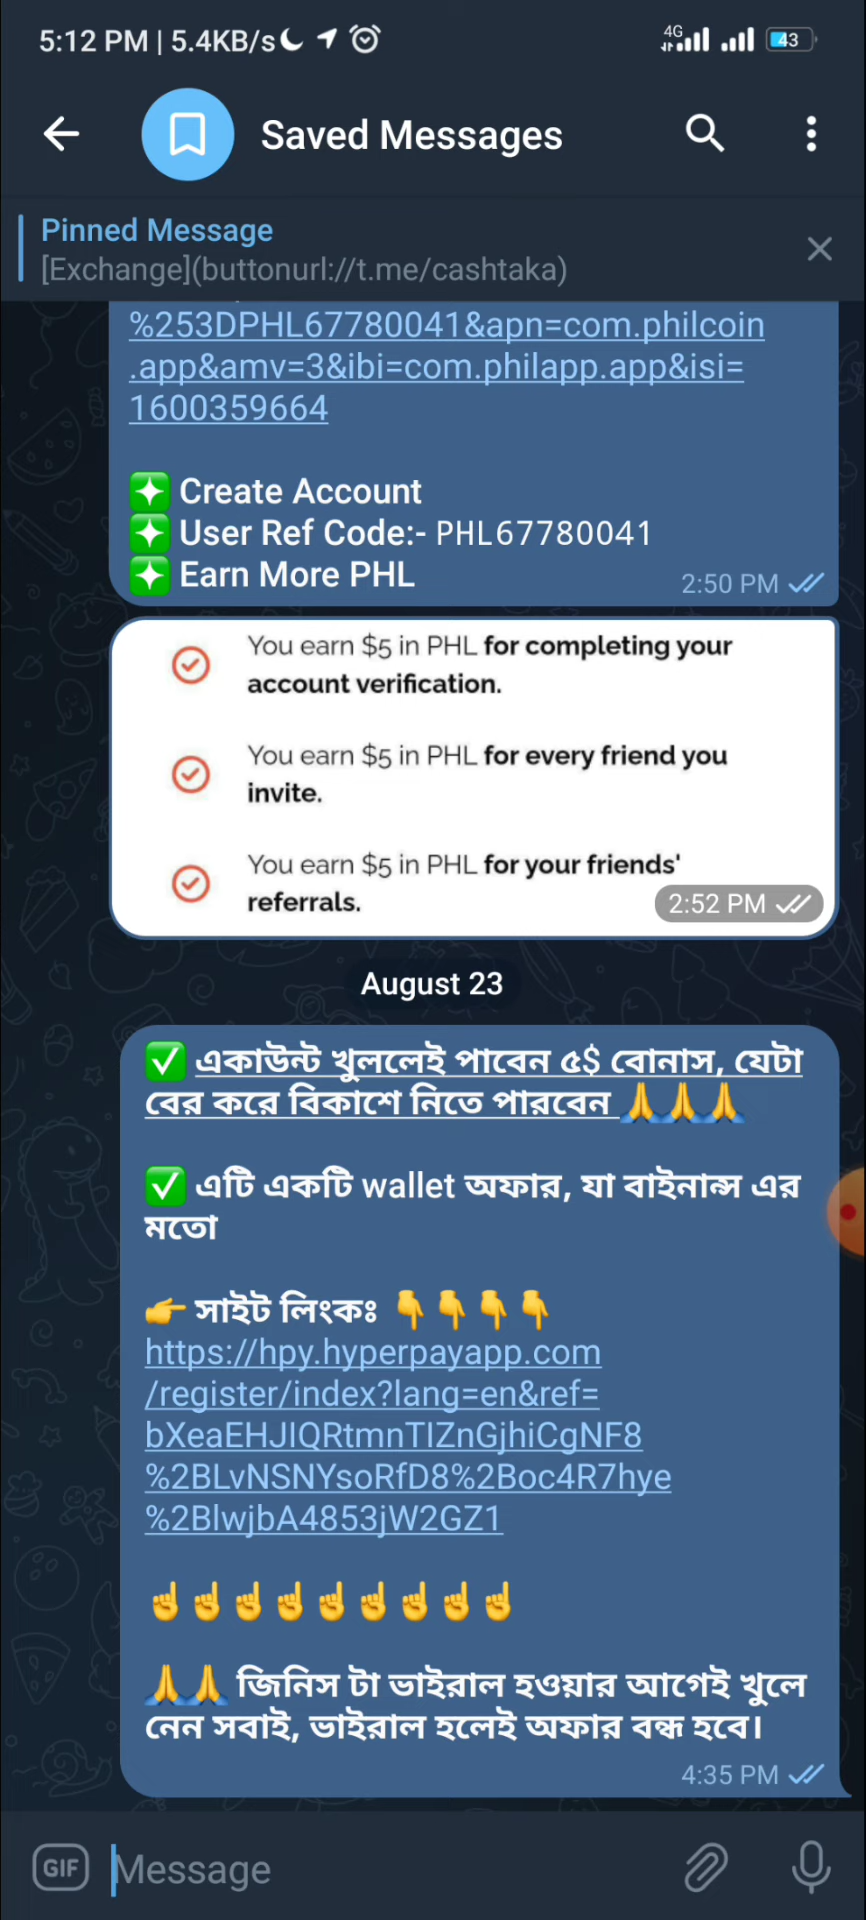 5:12 PM | 5.4KB/s
4G
43
Saved Messages
Pinned Message
[Exchange](buttonurl://t.me/cashtaka)
%253DPHL67780041&apn=com.philcoin
.app&amv=3&ibi=com.philapp.app&isi=
1600359664
Create Account
User Ref Code:- PHL67780041
Earn More PHL
2:50 PM
You earn $5 in PHL for completing your
account verification.
You earn $5 in PHL for every friend you
invite.
You earn $5 in PHL for your friends'
referrals.
2:52 PM
August 23
✅ একাউন্ট খুললেই পাবেন ৫$ বোনাস, যেটা
বের করে বিকাশে নিতে পারবেন 🙏🙏🙏
✅ এটি একটি wallet অফার, যা বাইনান্স এর
মতো
👉 সাইট লিংকঃ 👇👇👇👇
https://hpy.hyperpayapp.com
/register/index?lang=en&ref=
bXeaEHJIQRtmnTIZnGjhiCgNF8
%2BLvNSNYsoRfD8%2Boc4R7hye
%2BlwjbA4853jW2GZ1
☝☝☝☝☝☝☝☝☝
🙏🙏 জিনিস টা ভাইরাল হওয়ার আগেই খুলে
নেন সবাই, ভাইরাল হলেই অফার বন্ধ হবে।
4:35 PM
GIF
Message